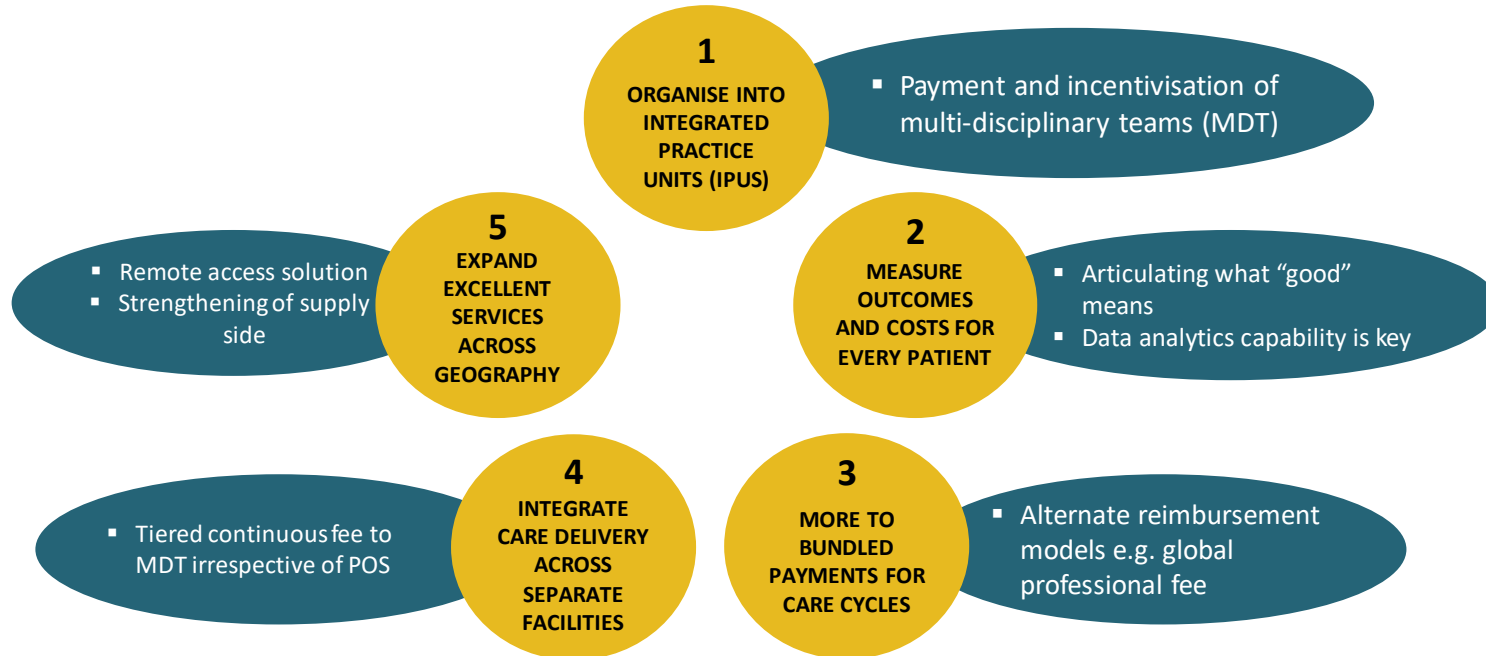 1
ORGANISE INTO
INTEGRATED
PRACTICE
UNITS (IPUS)
▪ Payment and incentivisation of
multi-disciplinary teams (MDT)
2
MEASURE
OUTCOMES
AND COSTS FOR
EVERY PATIENT
▪ Articulating what “good”
means
▪ Data analytics capability is key
3
MORE TO
BUNDLED
PAYMENTS FOR
CARE CYCLES
▪ Alternate reimbursement
models e.g. global
professional fee
4
INTEGRATE
CARE DELIVERY
ACROSS
SEPARATE
FACILITIES
▪ Tiered continuous fee to
MDT irrespective of POS
5
EXPAND
EXCELLENT
SERVICES
ACROSS
GEOGRAPHY
▪ Remote access solution
▪ Strengthening of supply
side